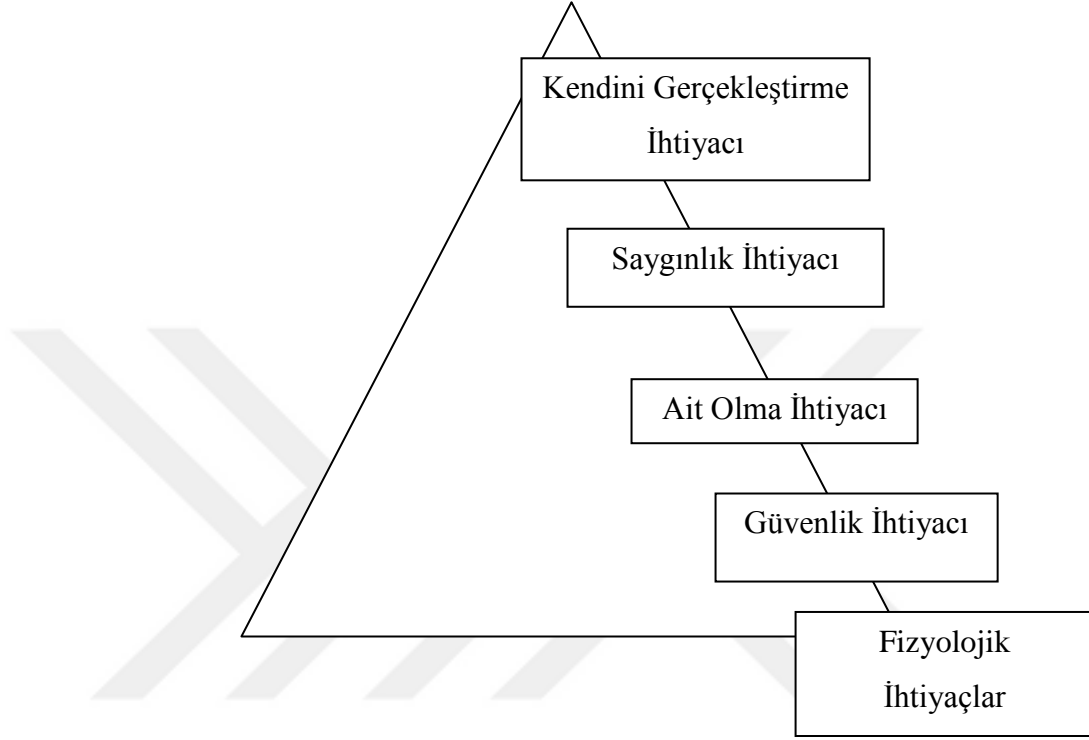 Kendini Gerçekleştirme
İhtiyacı
Saygınlık İhtiyacı
Ait Olma İhtiyacı
Güvenlik İhtiyacı
Fizyolojik
İhtiyaçlar